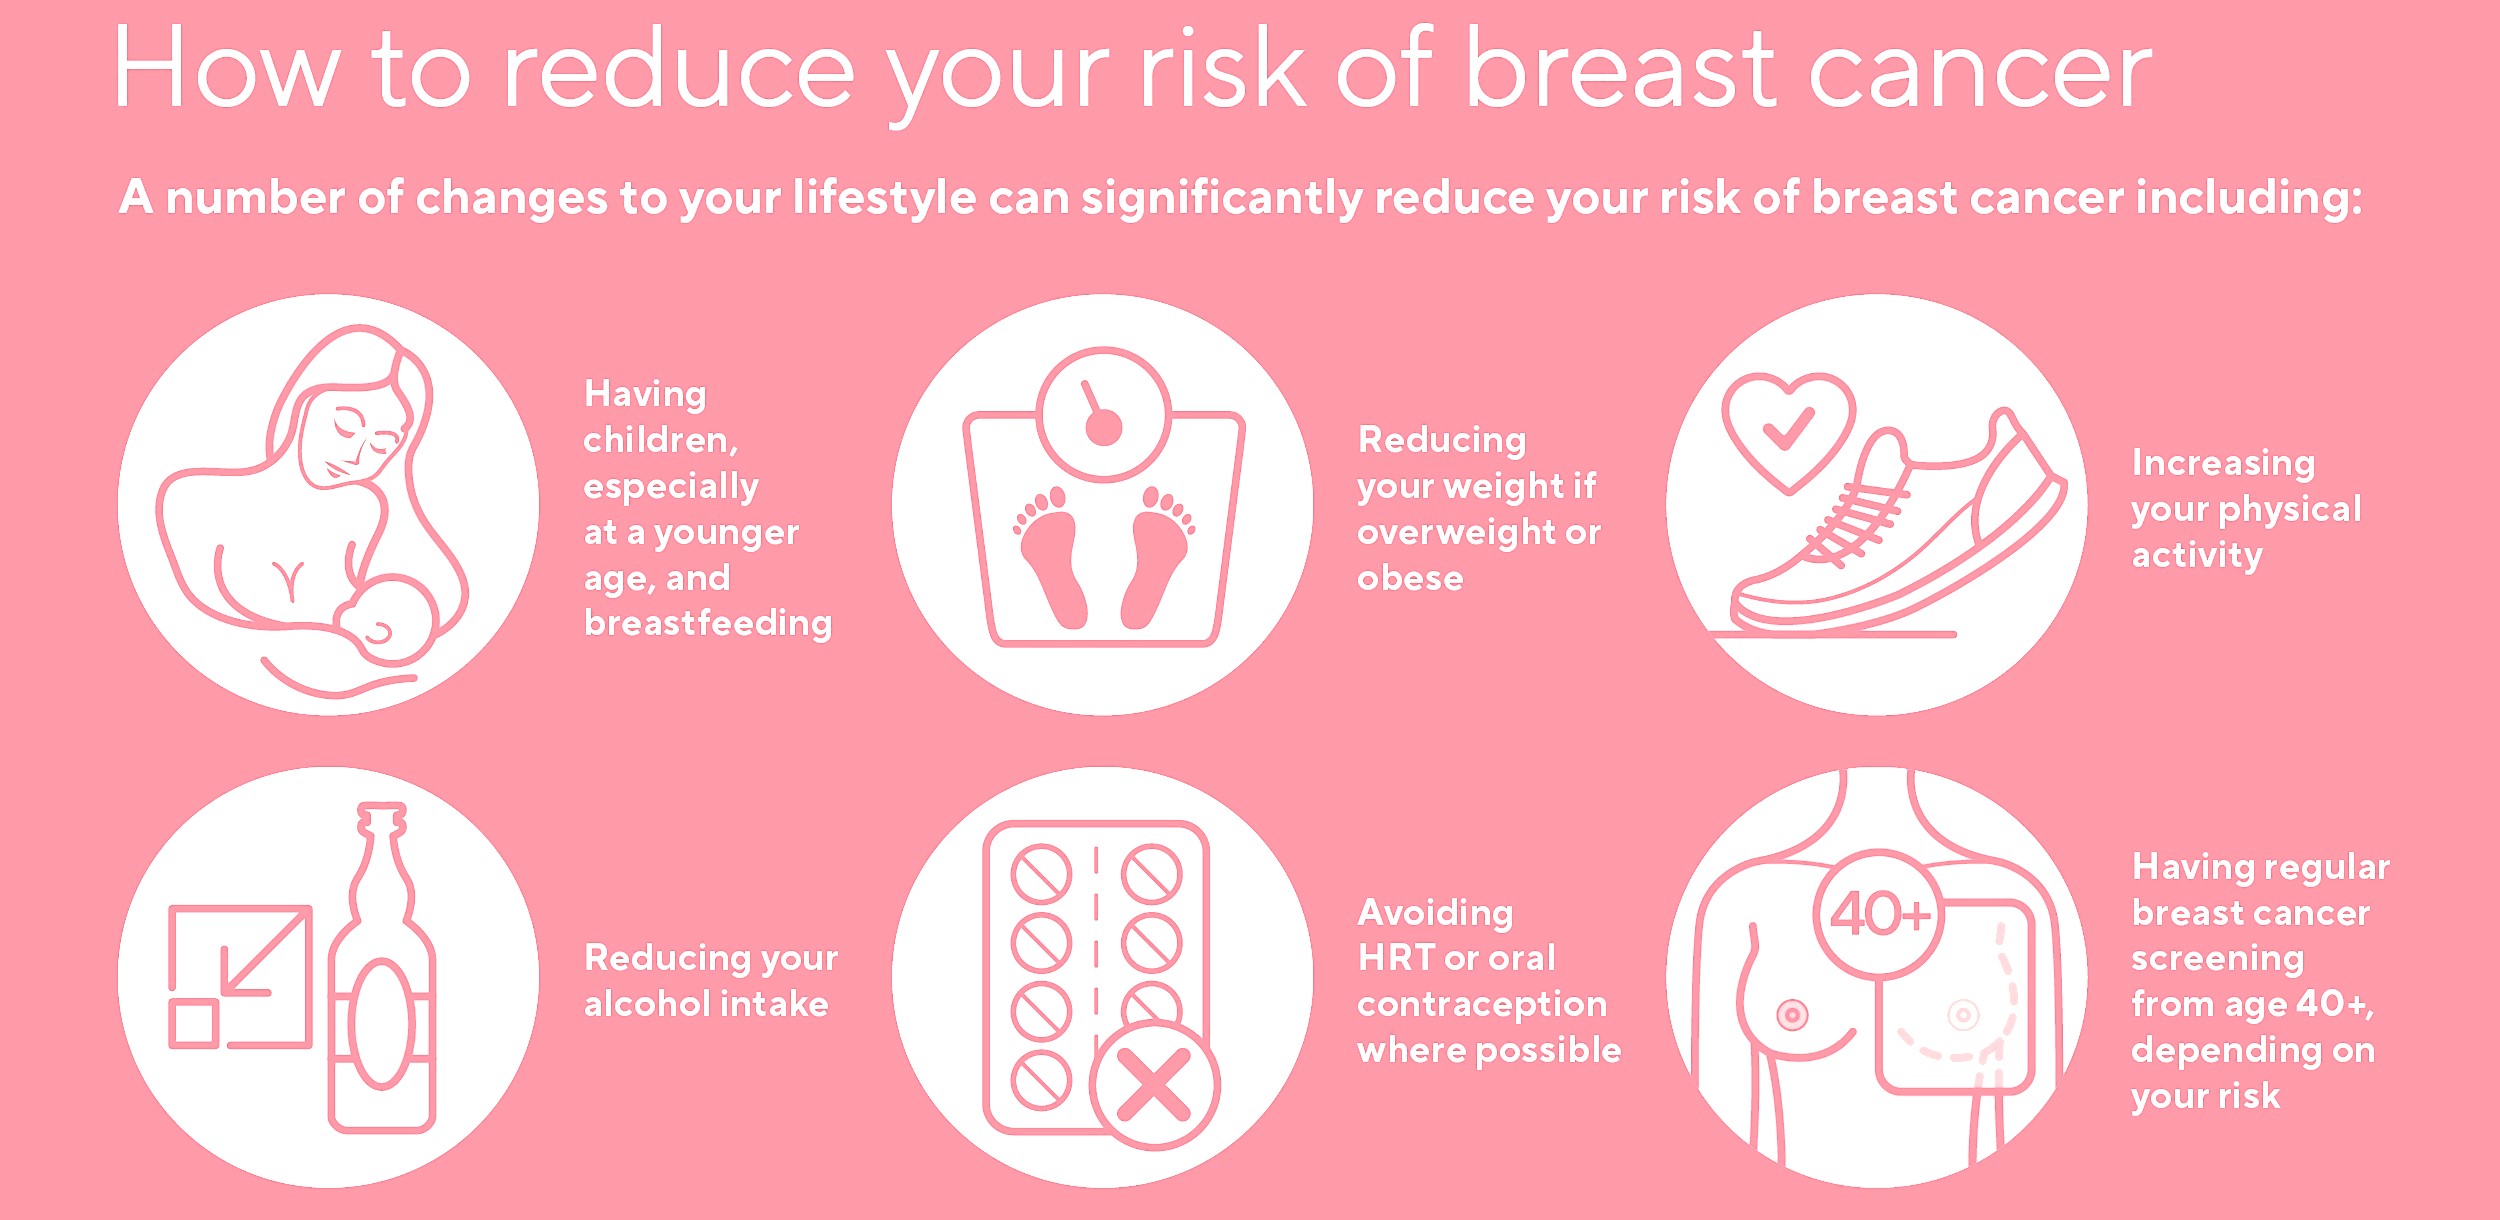 How to reduce your risk of breast cancer
A number of changes to your lifestyle can significantly reduce your risk of breast cancer including:
Having
children,
especially
at a younger
age, and
breastfeeding
Reducing
your weight if
overweight or
obese
Increasing
your physical
activity
Reducing your
alcohol intake
Avoiding
HRT or oral
contraception
where possible
40+
Having regular
breast cancer
screening
from age 40+,
depending on
your risk